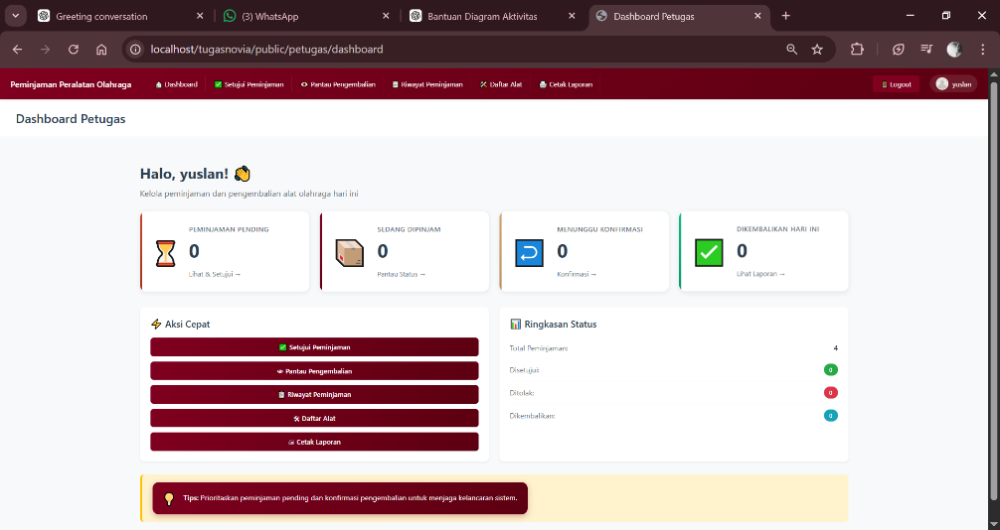 Greeting conversation
(3) WhatsApp
Bantuan Diagram Aktivitas
Dashboard Petugas
localhost/tugasnovia/public/petugas/dashboard
Peminjaman Peralatan Olahraga
Dashboard
Setujui Peminjaman
Pantau Pengembalian
Riwayat Peminjaman
Daftar Alat
Cetak Laporan
Logout
yuslan
Dashboard Petugas
Halo, yuslan! 👋
Kelola peminjaman dan pengembalian alat olahraga hari ini
PEMINJAMAN PENDING
0
Lihat & Setujui →
SEDANG DIPINJAM
0
Pantau Status →
MENUNGGU KONFIRMASI
0
Konfirmasi →
DIKEMBALIKAN HARI INI
0
Lihat Laporan →
⚡ Aksi Cepat
✅ Setujui Peminjaman
👁 Pantau Pengembalian
📋 Riwayat Peminjaman
🛠 Daftar Alat
🖨 Cetak Laporan
📊 Ringkasan Status
Total Peminjaman: 4
Disetujui: 0
Ditolak: 0
Dikembalikan: 0
💡 Tips: Prioritaskan peminjaman pending dan konfirmasi pengembalian untuk menjaga kelancaran sistem.